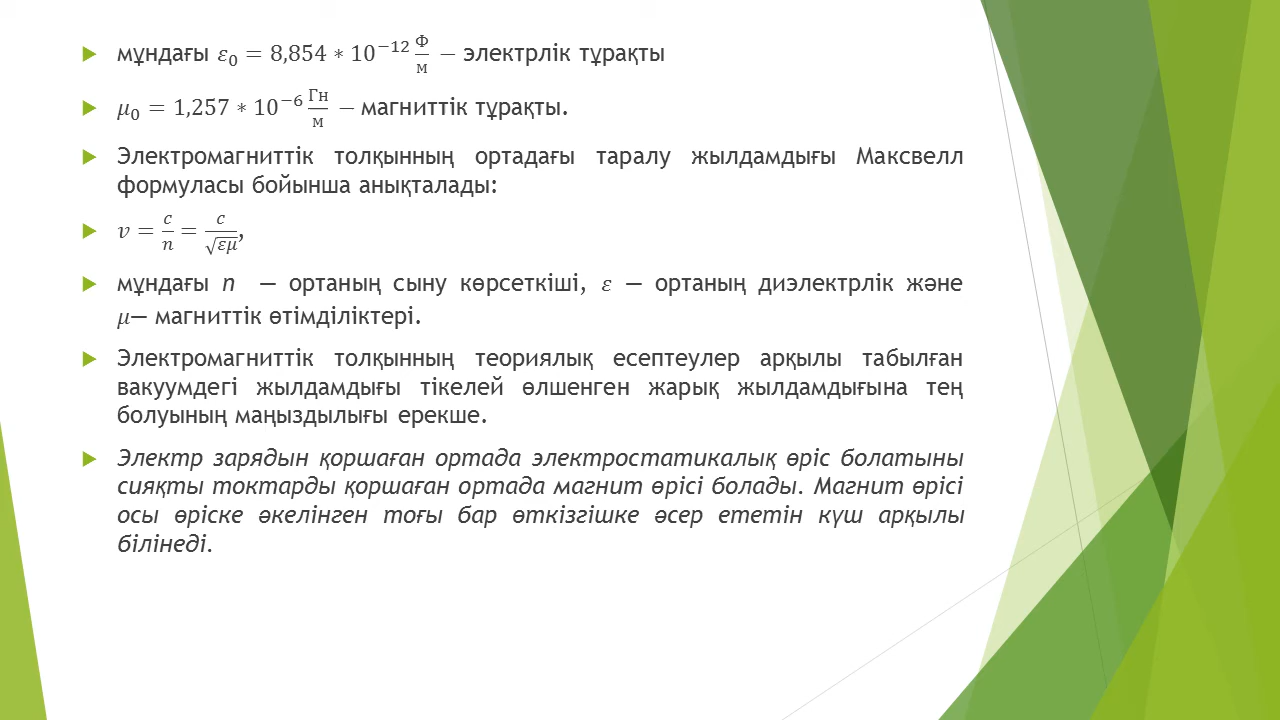 мұндағы 𝜀₀ = 8,854 ∗ 10⁻¹² Ф/м − электрлік тұрақты
𝜇₀ = 1,257 ∗ 10⁻⁶ Гн/м − магниттік тұрақты.
Электромагниттік толқынның ортадағы таралу жылдамдығы Максвелл
формуласы бойынша анықталады:
𝑣 = 𝑐/𝑛 = 𝑐/√𝜀𝜇,
мұндағы n — ортаның сыну көрсеткіші, 𝜀 — ортаның диэлектрлік және
𝜇— магниттік өтімділіктері.
Электромагниттік толқынның теориялық есептеулер арқылы табылған
вакуумдегі жылдамдығы тікелей өлшенген жарық жылдамдығына тең
болуының маңыздылығы ерекше.
Электр зарядын қоршаған ортада электростатикалық өріс болатыны
сияқты токтарды қоршаған ортада магнит өрісі болады. Магнит өрісі
осы өріске әкелінген тоғы бар өткізгішке әсер ететін күш арқылы
білінеді.